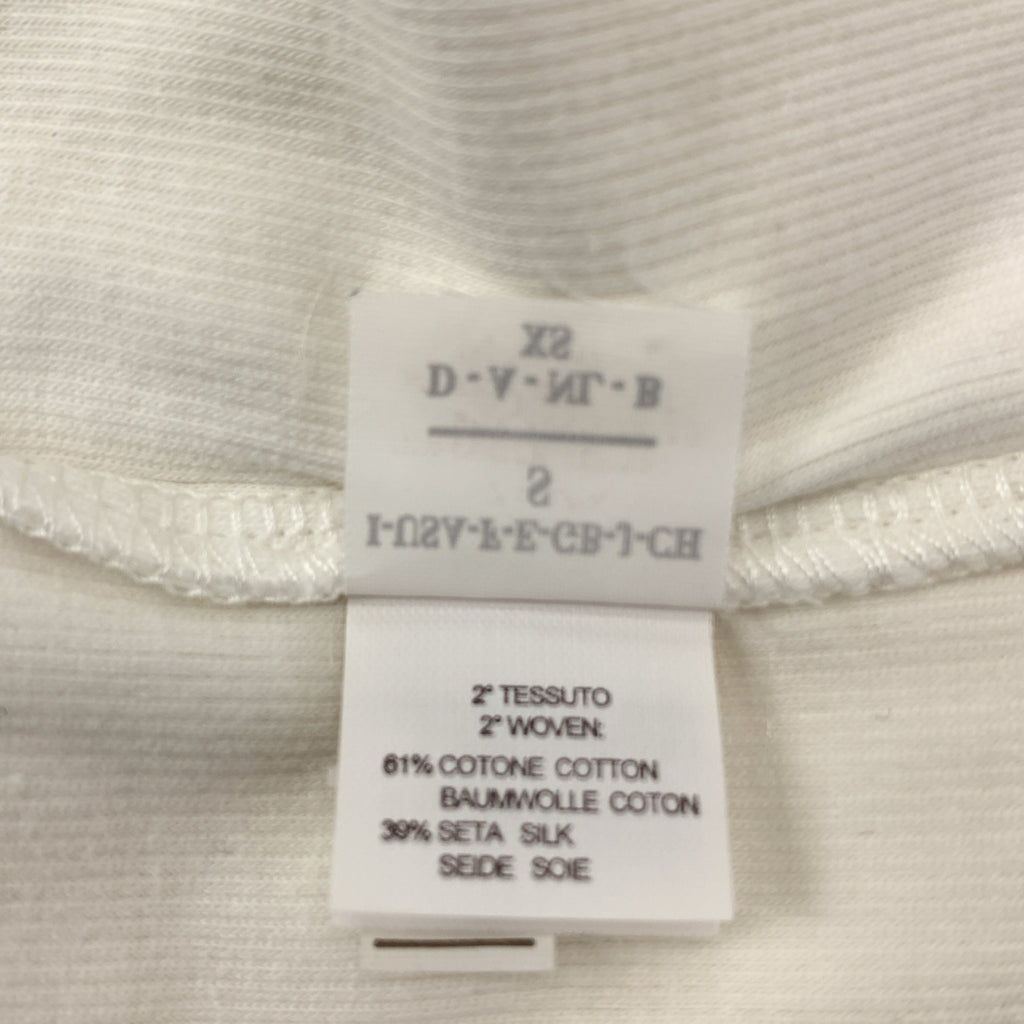 XS
D - A - NL - B
S
I-USA-F-E-GB-J-CH
2° TESSUTO
2° WOVEN:
61% COTONE COTTON
BAUMWOLLE COTON
39% SETA SILK
SEIDE SOIE